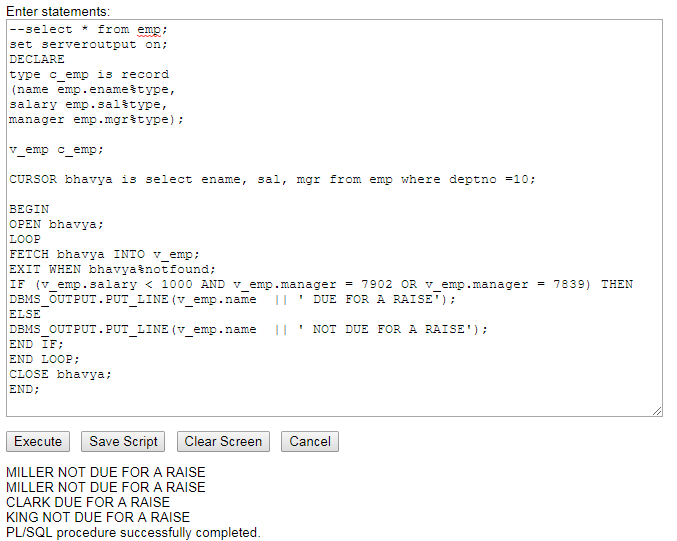 Enter statements:
--select * from emp;
set serveroutput on;
DECLARE
type c_emp is record
(name emp.ename%type,
salary emp.sal%type,
manager emp.mgr%type);
v_emp c_emp;
CURSOR bhavya is select ename, sal, mgr from emp where deptno =10;
BEGIN
OPEN bhavya;
LOOP
FETCH bhavya INTO v_emp;
EXIT WHEN bhavya%notfound;
IF (v_emp.salary < 1000 AND v_emp.manager = 7902 OR v_emp.manager = 7839) THEN
DBMS_OUTPUT.PUT_LINE(v_emp.name  || ' DUE FOR A RAISE');
ELSE
DBMS_OUTPUT.PUT_LINE(v_emp.name  || ' NOT DUE FOR A RAISE');
END IF;
END LOOP;
CLOSE bhavya;
END;
Execute Save Script Clear Screen Cancel
MILLER NOT DUE FOR A RAISE
MILLER NOT DUE FOR A RAISE
CLARK DUE FOR A RAISE
KING NOT DUE FOR A RAISE
PL/SQL procedure successfully completed.